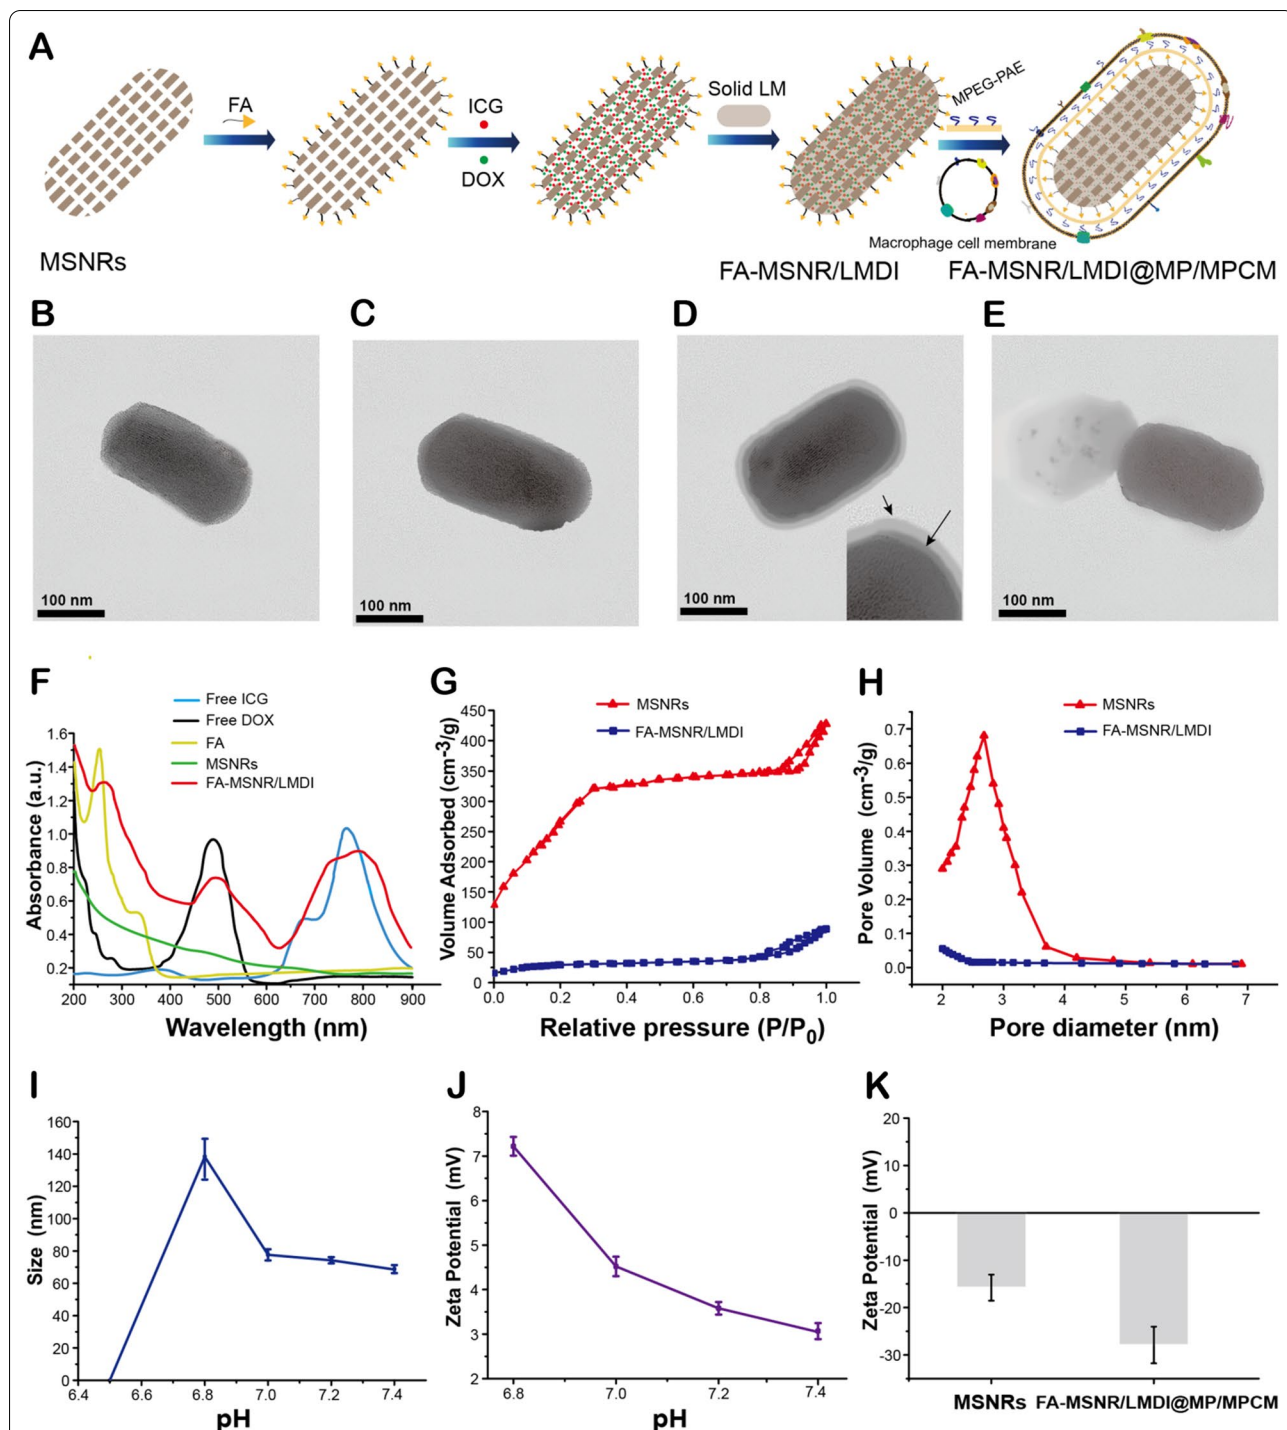 A
FA
ICG
DOX
Solid LM
MPEG-PAE
Macrophage cell membrane
MSNRs
FA-MSNR/LMDI
FA-MSNR/LMDI@MP/MPCM
B
C
D
E
100 nm
100 nm
100 nm
100 nm
F
Free ICG
Free DOX
FA
MSNRs
FA-MSNR/LMDI
Absorbance (a.u.)
1.6
1.4
1.2
1.0
0.8
0.6
0.4
0.2
200 300 400 500 600 700 800 900
Wavelength (nm)
G
MSNRs
FA-MSNR/LMDI
Volume Adsorbed (cm-3/g)
450
400
350
300
250
200
150
100
50
0
0.0 0.2 0.4 0.6 0.8 1.0
Relative pressure (P/P0)
H
MSNRs
FA-MSNR/LMDI
Pore Volume (cm-3/g)
0.7
0.6
0.5
0.4
0.3
0.2
0.1
0.0
2 3 4 5 6 7
Pore diameter (nm)
I
Size (nm)
160
140
120
100
80
60
40
20
0
6.4 6.6 6.8 7.0 7.2 7.4
pH
J
Zeta Potential (mV)
8
7
6
5
4
3
2
6.8 7.0 7.2 7.4
pH
K
Zeta Potential (mV)
20
10
0
-10
-20
-30
MSNRs FA-MSNR/LMDI@MP/MPCM